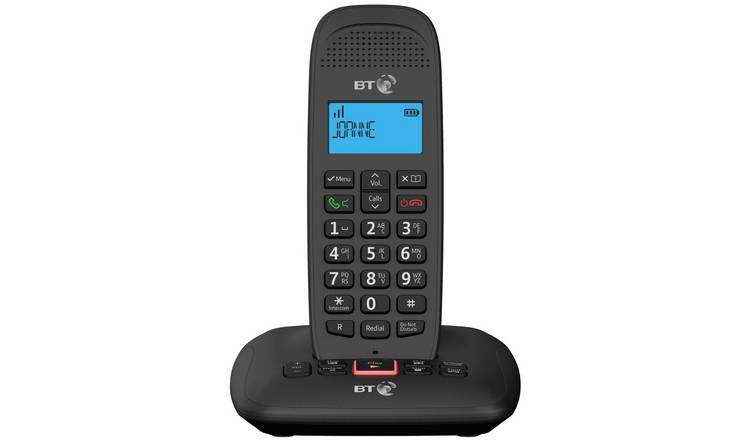 BT
JOANNE
Menu
Vol.
Calls
1
2 ABC
3 DEF
4 GHI
5 JKL
6 MNO
7 PQRS
8 TUV
9 WXYZ
* Intercom
0
#
R
Redial
Do Not Disturb
Play
BT